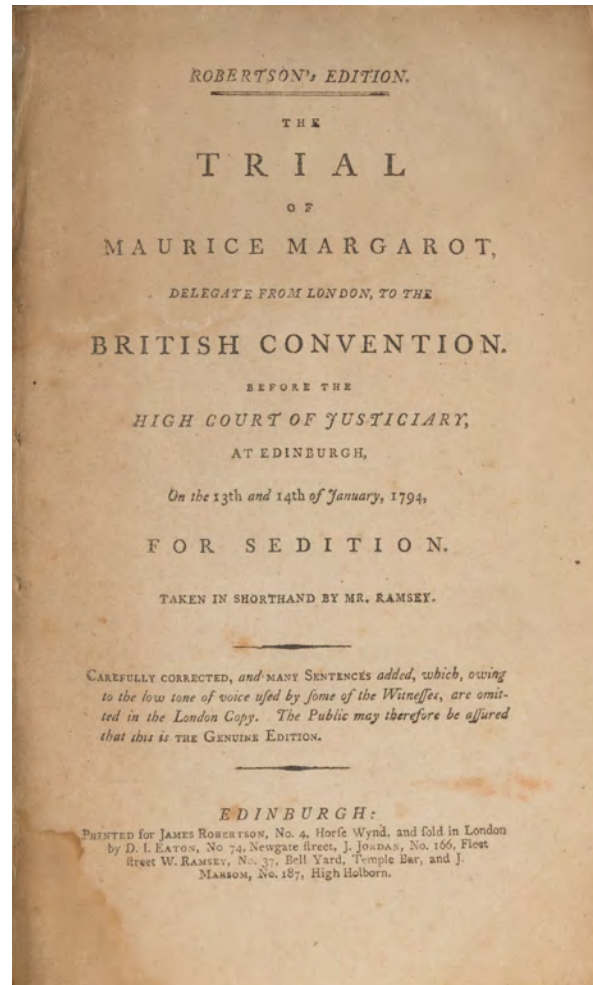 ROBERTSON's EDITION.
THE
TRIAL
OF
MAURICE MARGAROT,
DELEGATE FROM LONDON, TO THE
BRITISH CONVENTION.
BEFORE THE
HIGH COURT OF JUSTICIARY,
AT EDINBURGH,
On the 13th and 14th of January, 1794,
FOR SEDITION.
TAKEN IN SHORTHAND BY MR. RAMSEY.
CAREFULLY CORRECTED, and MANY SENTENCES added, which, owing
to the low tone of voice uſed by ſome of the Witneſſes, are omit-
ted in the London Copy. The Public may therefore be aſſured
that this is THE GENUINE EDITION.
EDINBURGH:
PRINTED for JAMES ROBERTSON, No. 4, Horſe Wynd, and ſold in London
by D. I. EATON, No 74, Newgate ſtreet, J. JORDAN, No. 166, Fleet
ſtreet W. RAMSEY, No. 37, Bell Yard, Temple Bar, and J.
MARSOM, No. 187, High Holborn.